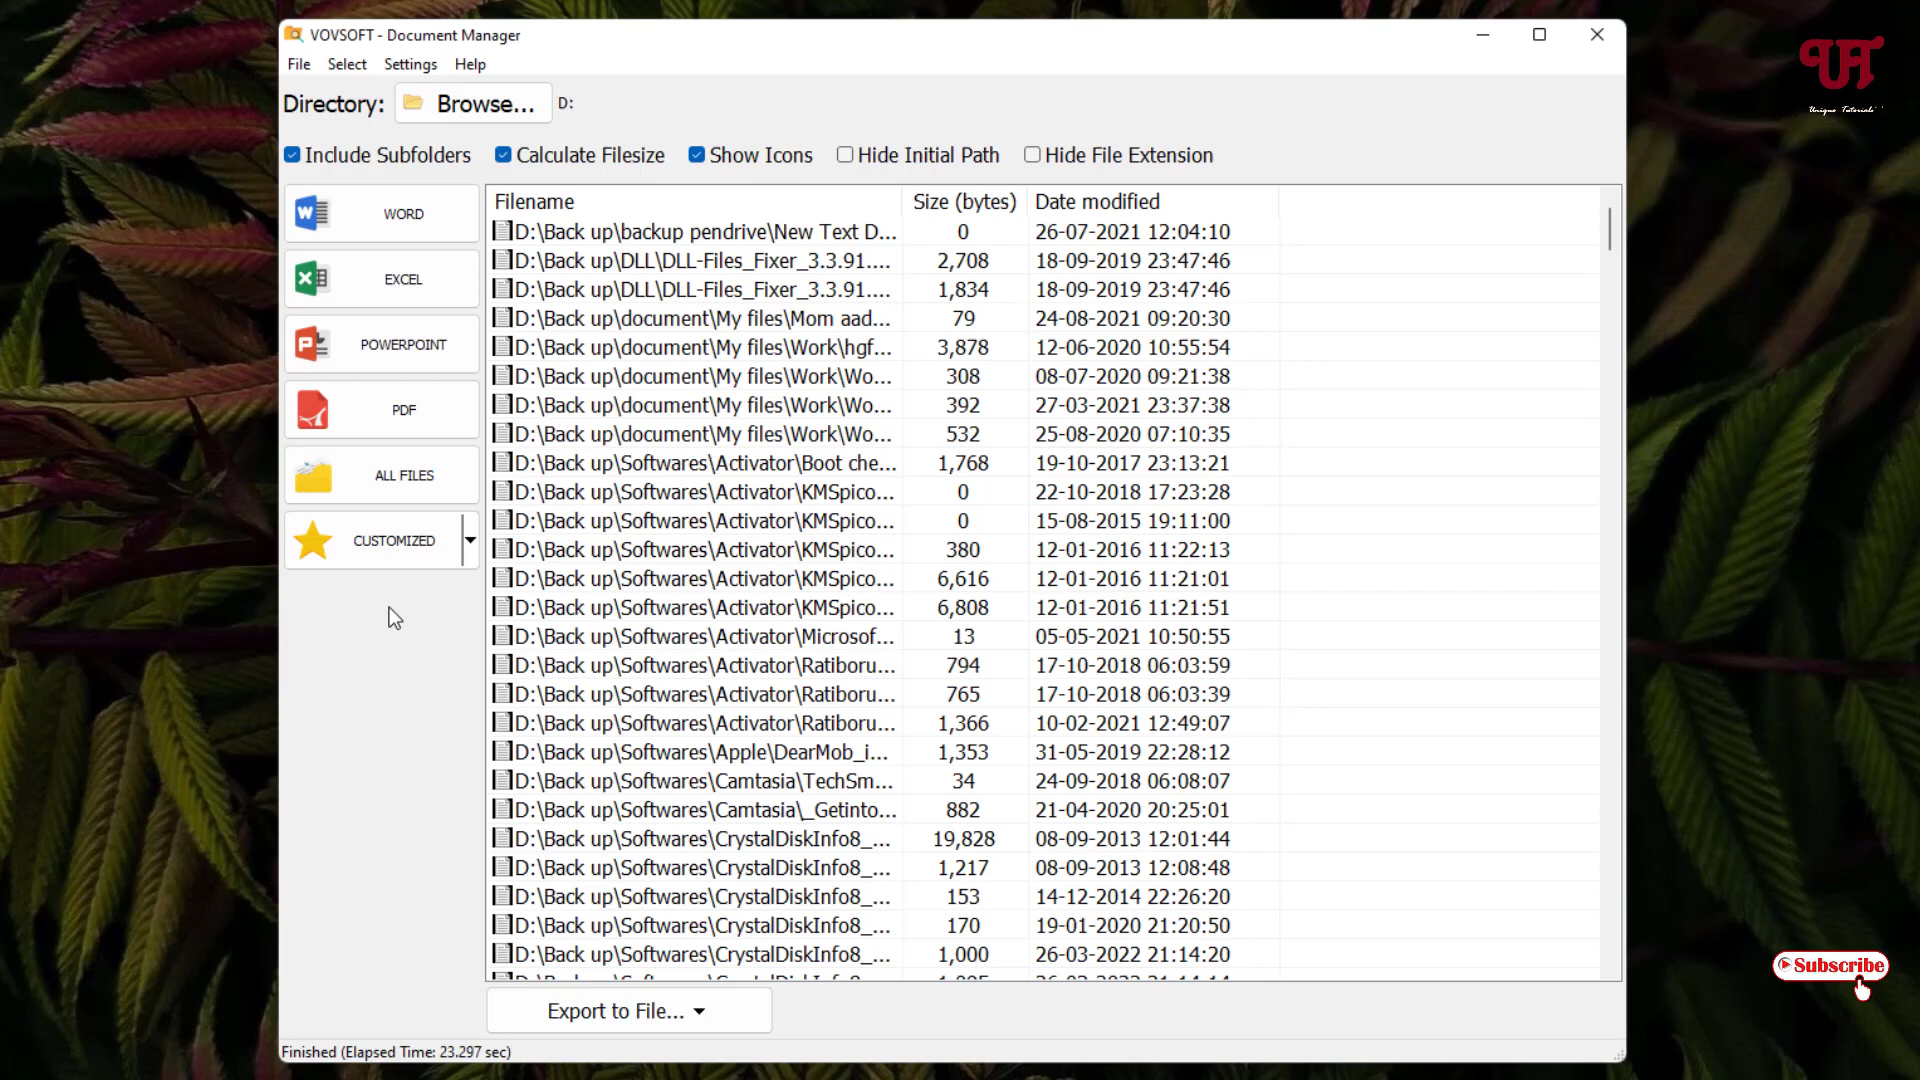 VOVSOFT - Document Manager
File Select Settings Help
Directory: Browse... D:
Include Subfolders Calculate Filesize Show Icons Hide Initial Path Hide File Extension
WORD
EXCEL
POWERPOINT
PDF
ALL FILES
CUSTOMIZED
Filename Size (bytes) Date modified
D:\Back up\backup pendrive\New Text D... 0 26-07-2021 12:04:10
D:\Back up\DLL\DLL-Files_Fixer_3.3.91.... 2,708 18-09-2019 23:47:46
D:\Back up\DLL\DLL-Files_Fixer_3.3.91.... 1,834 18-09-2019 23:47:46
D:\Back up\document\My files\Mom aad... 79 24-08-2021 09:20:30
D:\Back up\document\My files\Work\hgf... 3,878 12-06-2020 10:55:54
D:\Back up\document\My files\Work\Wo... 308 08-07-2020 09:21:38
D:\Back up\document\My files\Work\Wo... 392 27-03-2021 23:37:38
D:\Back up\document\My files\Work\Wo... 532 25-08-2020 07:10:35
D:\Back up\Softwares\Activator\Boot che... 1,768 19-10-2017 23:13:21
D:\Back up\Softwares\Activator\KMSpico... 0 22-10-2018 17:23:28
D:\Back up\Softwares\Activator\KMSpico... 0 15-08-2015 19:11:00
D:\Back up\Softwares\Activator\KMSpico... 380 12-01-2016 11:22:13
D:\Back up\Softwares\Activator\KMSpico... 6,616 12-01-2016 11:21:01
D:\Back up\Softwares\Activator\KMSpico... 6,808 12-01-2016 11:21:51
D:\Back up\Softwares\Activator\Microsof... 13 05-05-2021 10:50:55
D:\Back up\Softwares\Activator\Ratiboru... 794 17-10-2018 06:03:59
D:\Back up\Softwares\Activator\Ratiboru... 765 17-10-2018 06:03:39
D:\Back up\Softwares\Activator\Ratiboru... 1,366 10-02-2021 12:49:07
D:\Back up\Softwares\Apple\DearMob_i... 1,353 31-05-2019 22:28:12
D:\Back up\Softwares\Camtasia\TechSm... 34 24-09-2018 06:08:07
D:\Back up\Softwares\Camtasia\_Getinto... 882 21-04-2020 20:25:01
D:\Back up\Softwares\CrystalDiskInfo8_... 19,828 08-09-2013 12:01:44
D:\Back up\Softwares\CrystalDiskInfo8_... 1,217 08-09-2013 12:08:48
D:\Back up\Softwares\CrystalDiskInfo8_... 153 14-12-2014 22:26:20
D:\Back up\Softwares\CrystalDiskInfo8_... 170 19-01-2020 21:20:50
D:\Back up\Softwares\CrystalDiskInfo8_... 1,000 26-03-2022 21:14:20
Export to File...
Finished (Elapsed Time: 23.297 sec)
UT
Unique Tutorials
Subscribe